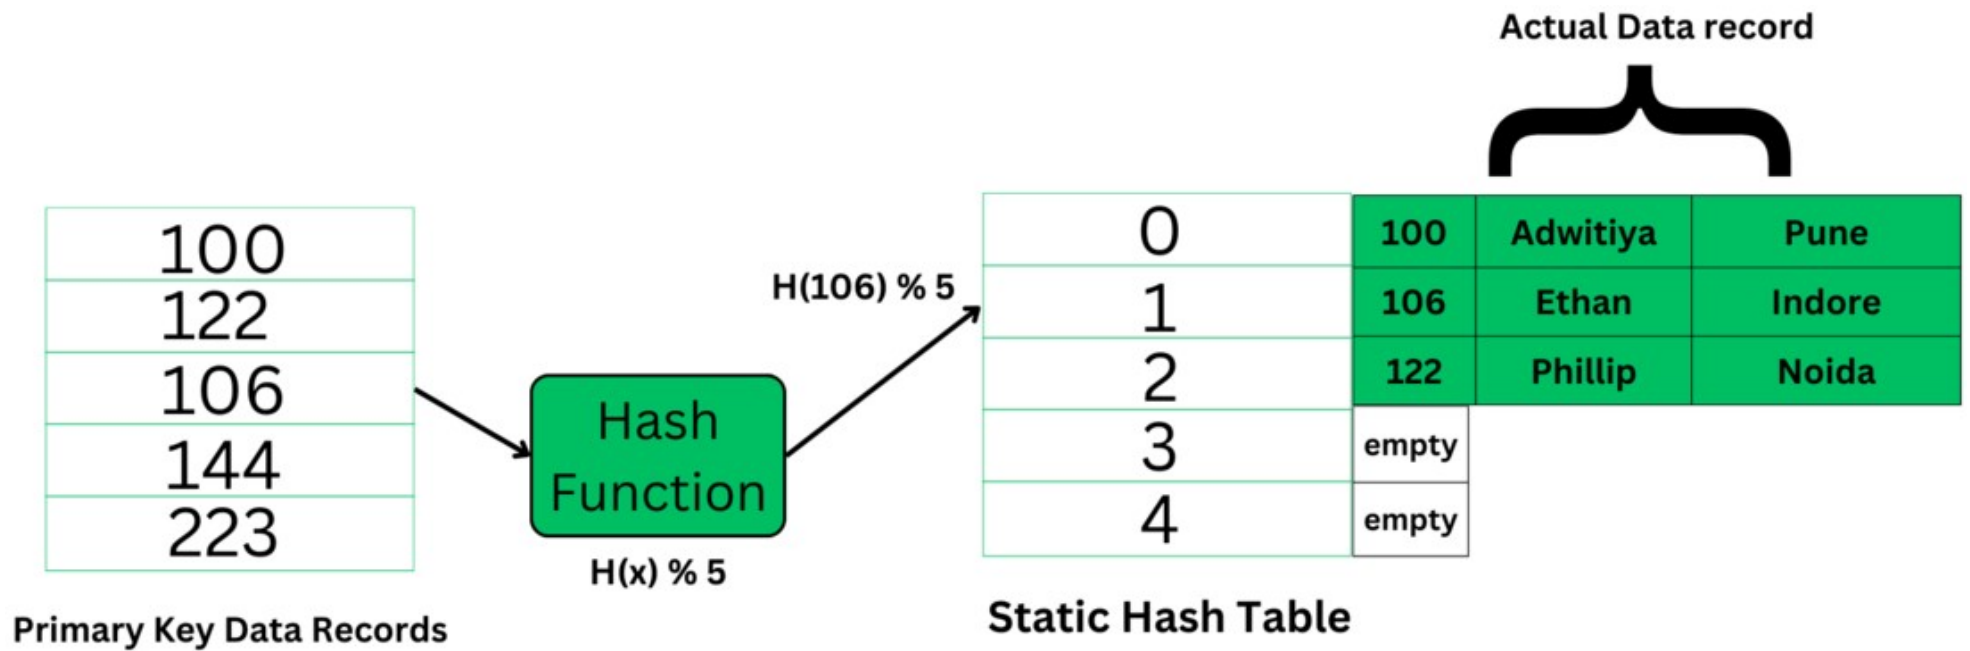 Actual Data record
100
122
106
144
223
Primary Key Data Records
Hash
Function
H(x) % 5
H(106) % 5
0 100 Adwitiya Pune
1 106 Ethan Indore
2 122 Phillip Noida
3 empty
4 empty
Static Hash Table